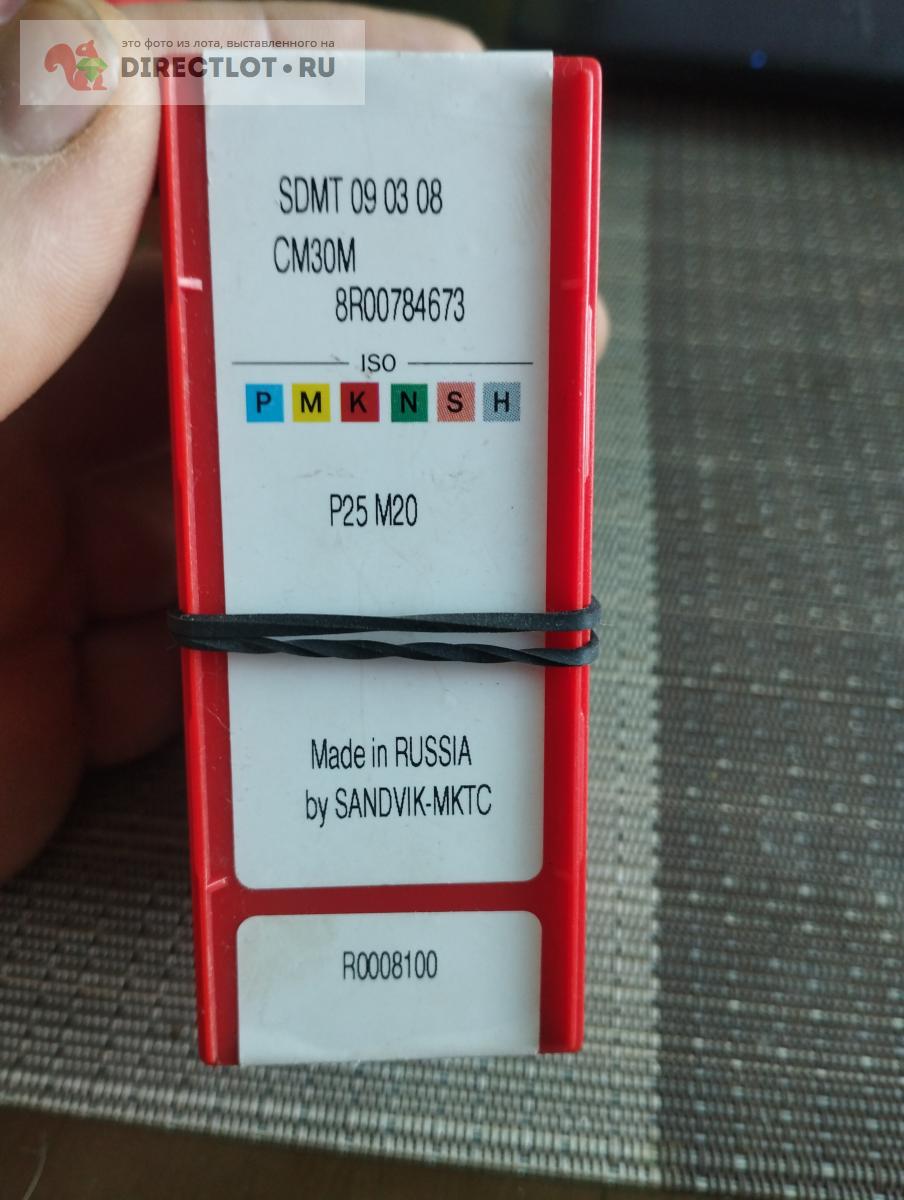 это фото из лота, выставленного на
DIRECTLOT•RU
SDMT 09 03 08
CM30M
8R00784673
ISO
P M K N S H
P25 M20
Made in RUSSIA
by SANDVIK-MKTC
R0008100